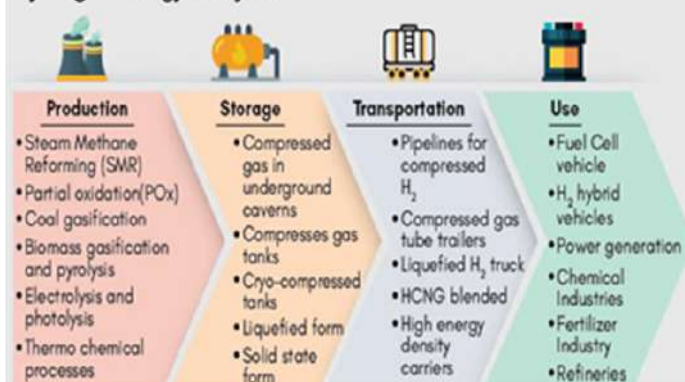 Production
• Steam Methane
Reforming (SMR)
• Partial oxidation(POx)
• Coal gasification
• Biomass gasification
and pyrolysis
• Electrolysis and
photolysis
• Thermo chemical
processes
Storage
• Compressed
gas in
underground
caverns
• Compresses gas
tanks
• Cryo-compressed
tanks
• Liquefied form
• Solid state
form
Transportation
• Pipelines for
compressed
H₂
• Compressed gas
tube trailers
• Liquefied H₂ truck
• HCNG blended
• High energy
density
carriers
Use
• Fuel Cell
vehicle
• H₂ hybrid
vehicles
• Power generation
• Chemical
Industries
• Fertilizer
Industry
• Refineries